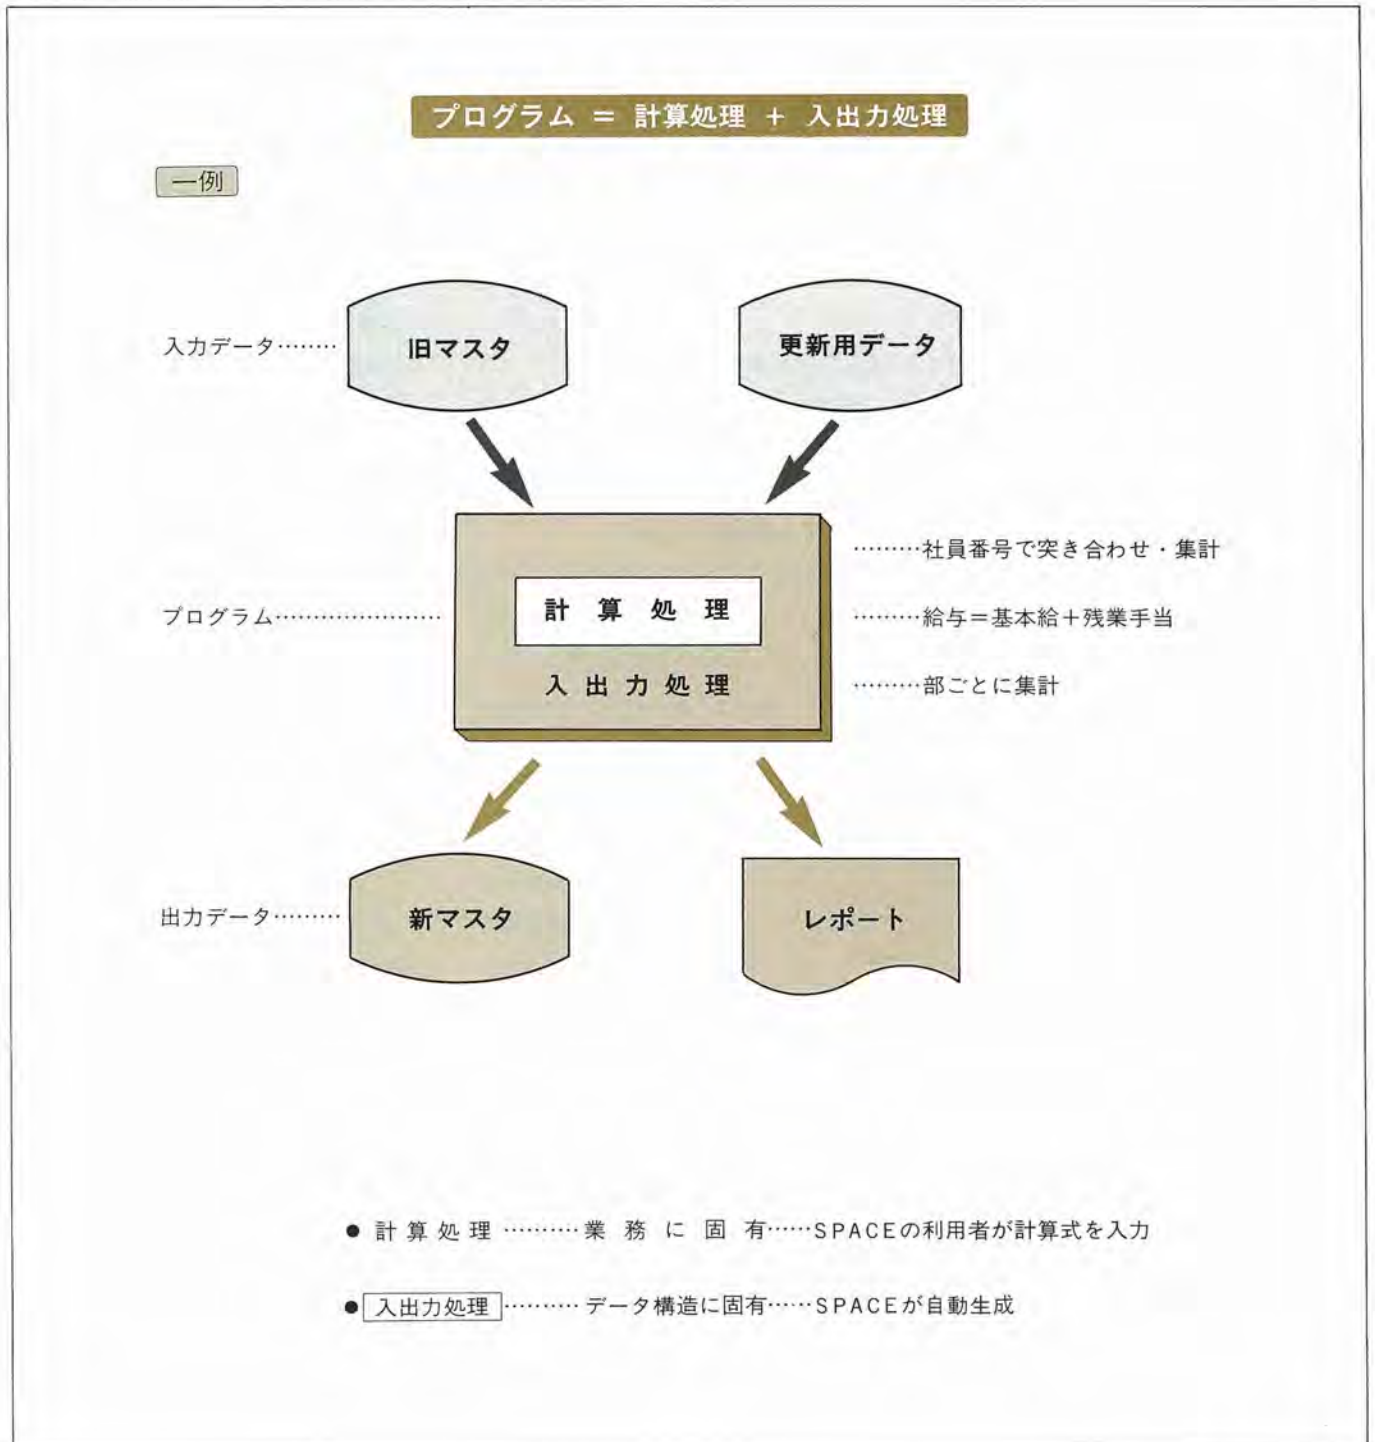 プログラム ＝ 計算処理 ＋ 入出力処理
一例
入力データ………
旧マスタ
更新用データ
………社員番号で突き合わせ・集計
プログラム……………………
計算処理
………給与＝基本給＋残業手当
入出力処理
………部ごとに集計
出力データ………
新マスタ
レポート
● 計算処理 ………… 業務に固有……SPACEの利用者が計算式を入力
● 入出力処理 ………… データ構造に固有……SPACEが自動生成